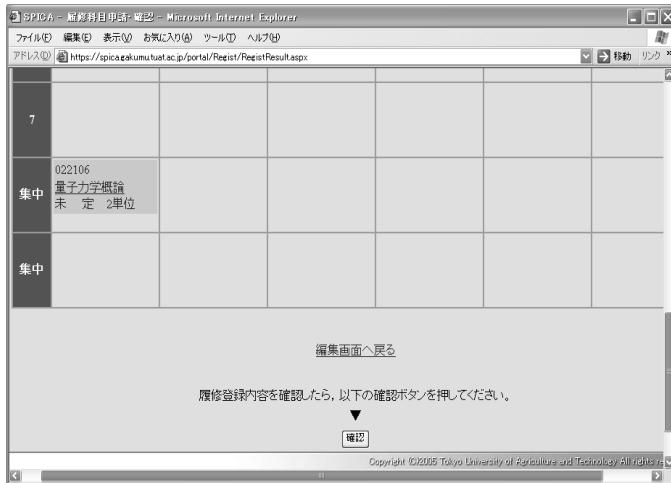 SPICA - 履修科目申請・確認 - Microsoft Internet Explorer
ファイル(F) 編集(E) 表示(V) お気に入り(A) ツール(T) ヘルプ(H)
アドレス(D) https://spica.gakumu.tuat.ac.jp/portal/Regist/RegistResult.aspx 移動 リンク »
7
集中
022106
量子力学概論
未 定 2単位
集中
編集画面へ戻る
履修登録内容を確認したら, 以下の確認ボタンを押してください。
▼
確認
Copyright (C)2005 Tokyo University of Agriculture and Technology All rights re